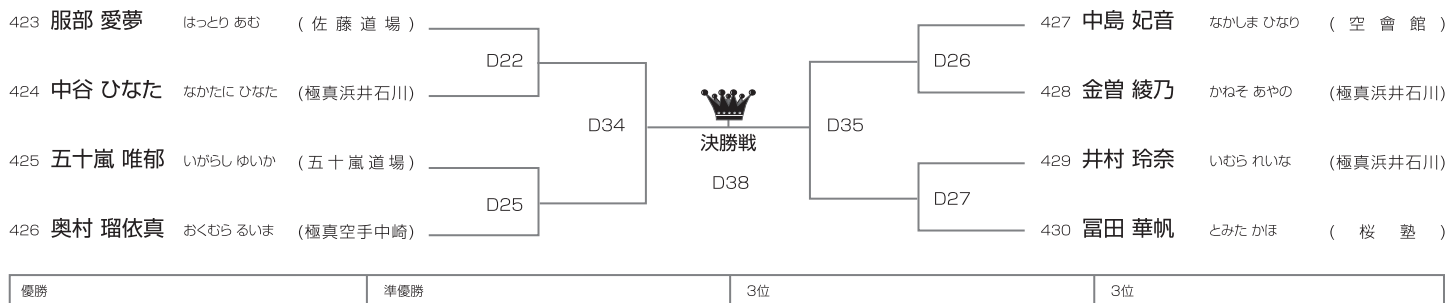 423 服部 愛夢 はっとり あむ (佐藤道場)
D22
424 中谷 ひなた なかたに ひなた (極真浜井石川)
D34
425 五十嵐 唯郁 いがらし ゆいか (五十嵐道場)
D25
426 奥村 瑠依真 おくむら るいま (極真空手中崎)
決勝戦
D38
427 中島 妃音 なかしま ひなり (空會館)
D26
428 金曽 綾乃 かねそ あやの (極真浜井石川)
D35
429 井村 玲奈 いむら れいな (極真浜井石川)
D27
430 冨田 華帆 とみた かほ (桜塾)
優勝 準優勝 3位 3位